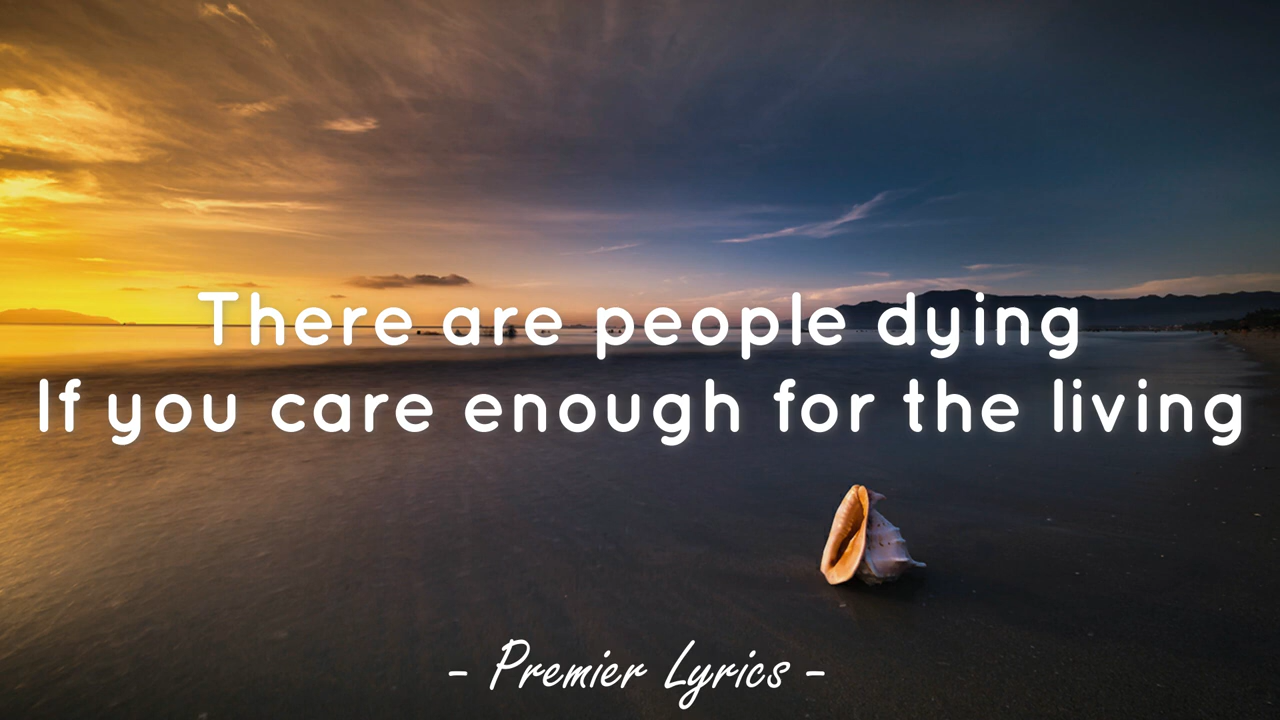 There are people dying
If you care enough for the living
- Premier Lyrics -